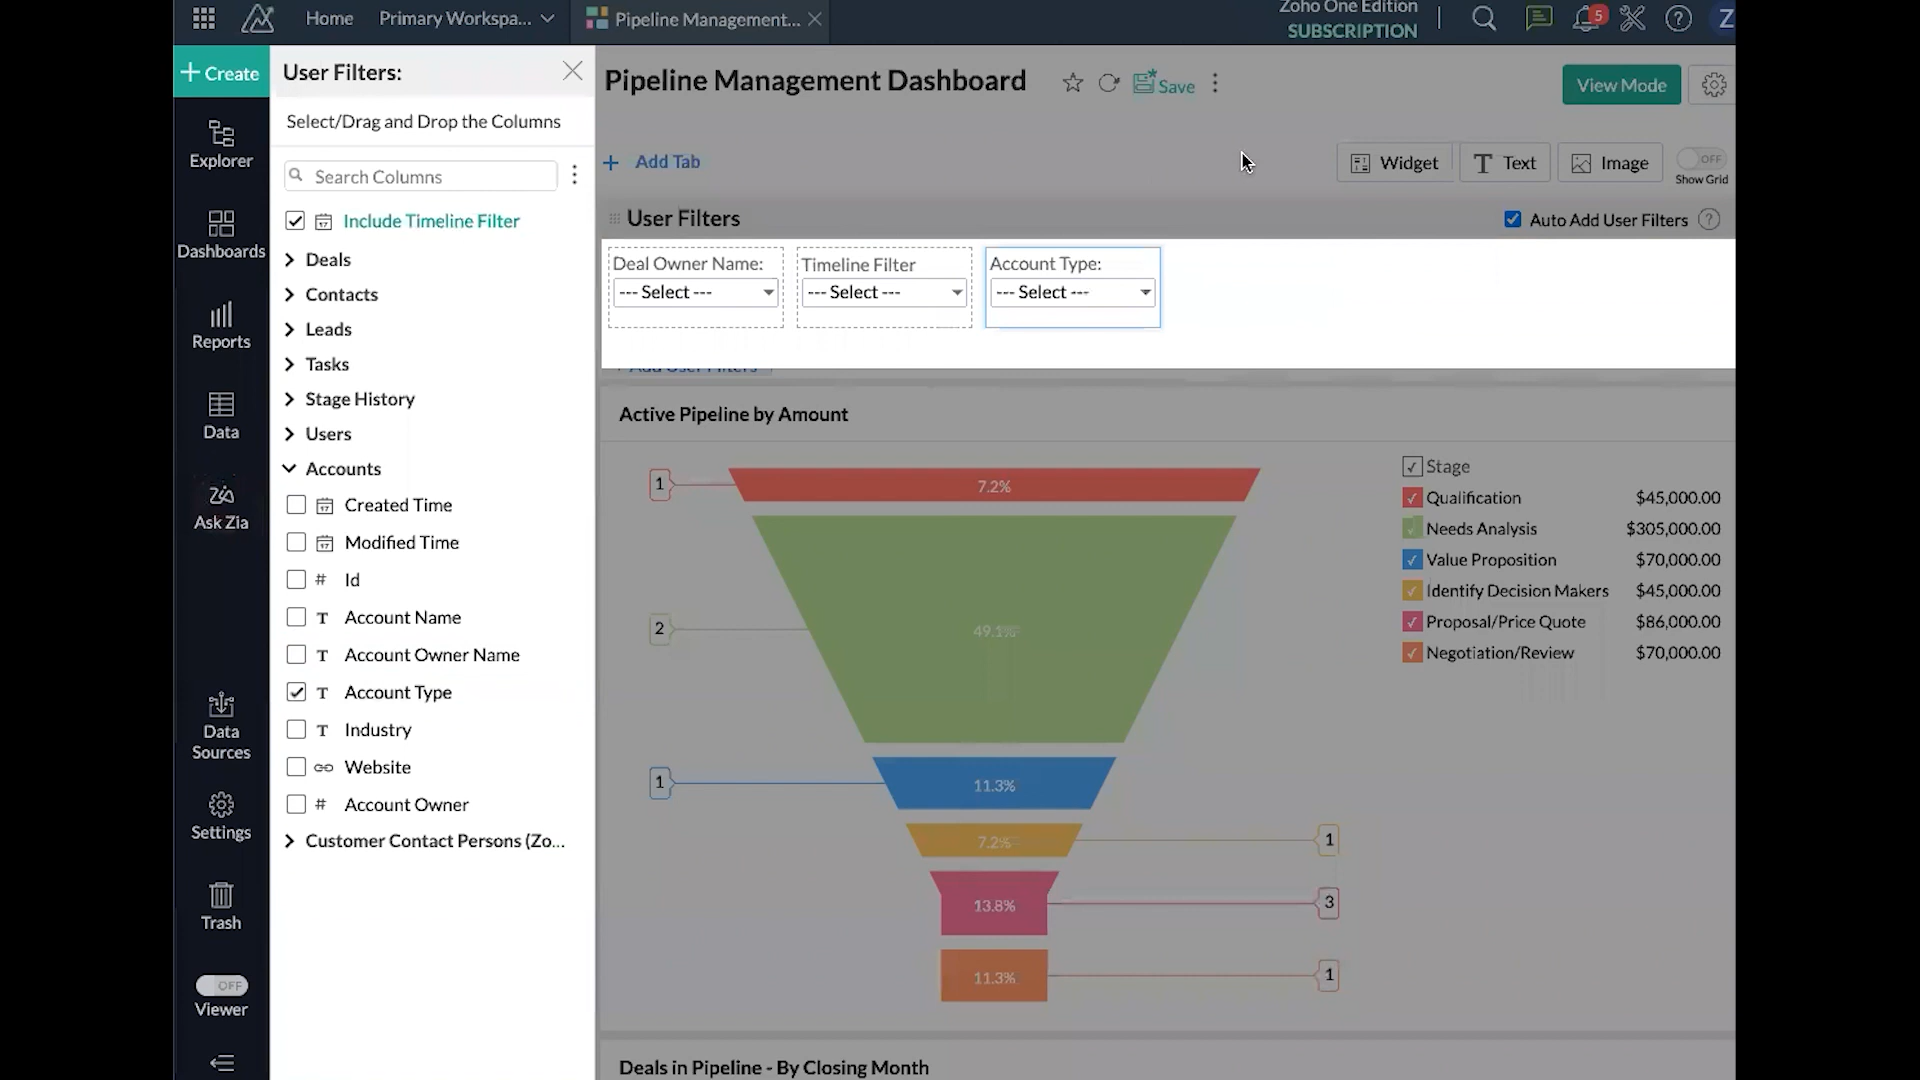 Home
Primary Workspa...
Pipeline Management...
Zoho One Edition
SUBSCRIPTION
5
Z
+ Create
Explorer
Dashboards
Reports
Data
Ask Zia
Data
Sources
Settings
Trash
OFF
Viewer
User Filters:
Select/Drag and Drop the Columns
Search Columns
Include Timeline Filter
Deals
Contacts
Leads
Tasks
Stage History
Users
Accounts
Created Time
Modified Time
# Id
T Account Name
T Account Owner Name
T Account Type
T Industry
Website
# Account Owner
Customer Contact Persons (Zo...
Pipeline Management Dashboard
Save
View Mode
+ Add Tab
Widget
T Text
Image
OFF
Show Grid
User Filters
Auto Add User Filters ?
Deal Owner Name:
--- Select ---
Timeline Filter
--- Select ---
Account Type:
--- Select ---
+ Add User Filters
Active Pipeline by Amount
1
7.2%
2
49.1%
1
11.3%
7.2%
1
13.8%
3
11.3%
1
Stage
Qualification $45,000.00
Needs Analysis $305,000.00
Value Proposition $70,000.00
Identify Decision Makers $45,000.00
Proposal/Price Quote $86,000.00
Negotiation/Review $70,000.00
Deals in Pipeline - By Closing Month